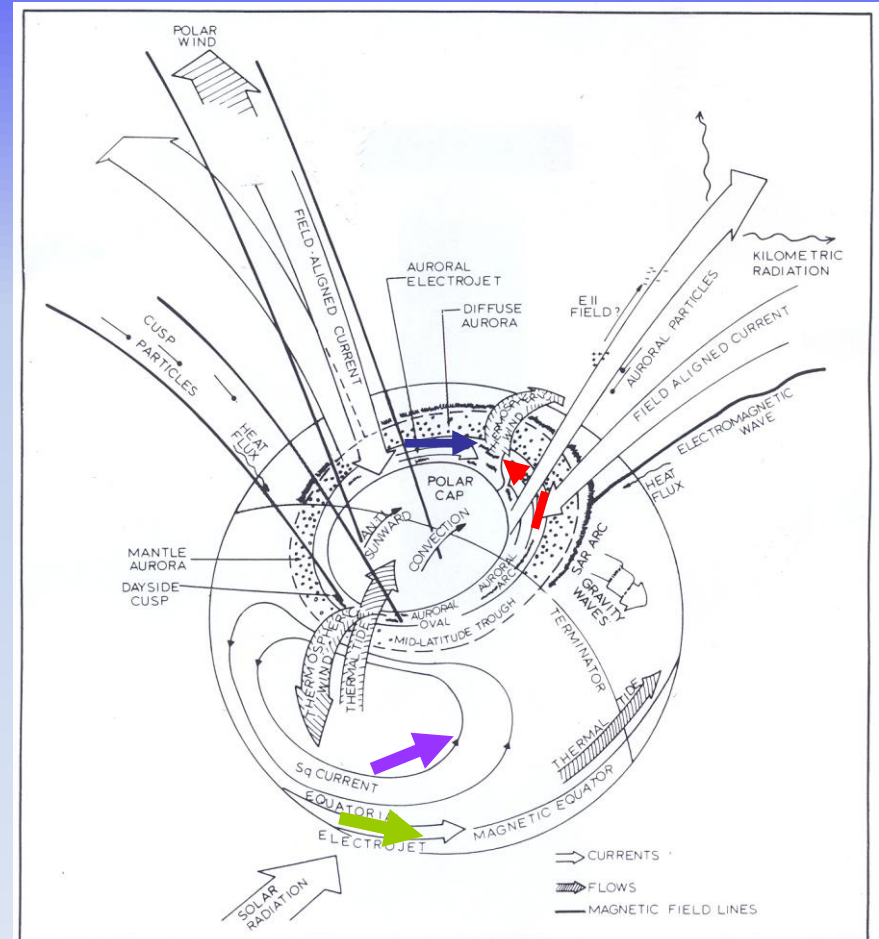 POLAR
WIND
FIELD-ALIGNED CURRENT
AURORAL
ELECTROJET
DIFFUSE
AURORA
KILOMETRIC
RADIATION
E II
FIELD?
AURORAL PARTICLES
FIELD ALIGNED CURRENT
CUSP
PARTICLES
HEAT
FLUX
THERMOSPHERIC
WIND
ELECTROMAGNETIC
WAVE
HEAT
FLUX
POLAR
CAP
ANTI
SUNWARD
CONVECTION
MANTLE
AURORA
DAYSIDE
CUSP
AURORAL
ARC
SAR ARC
GRAVITY
WAVES
AURORAL
OVAL
MID-LATITUDE TROUGH
TERMINATOR
THERMOSPHERIC
WIND
THERMAL TIDE
THERMAL TIDE
Sq CURRENT
EQUATORIAL
ELECTROJET
MAGNETIC EQUATOR
SOLAR
RADIATION
CURRENTS
FLOWS
MAGNETIC FIELD LINES